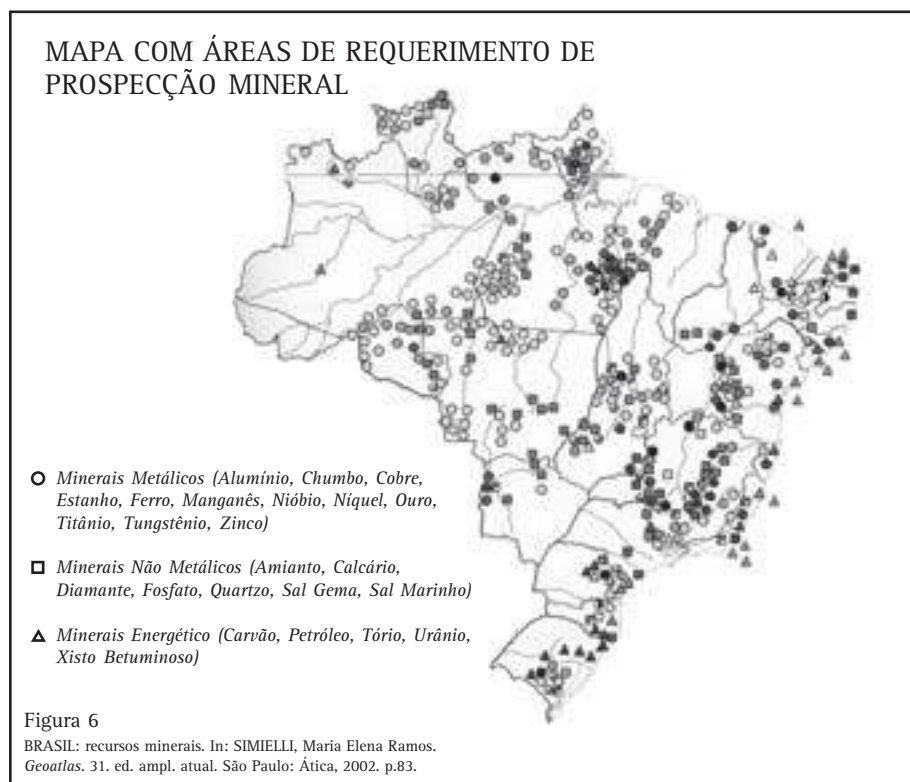 MAPA COM ÁREAS DE REQUERIMENTO DE
PROSPECÇÃO MINERAL
Minerais Metálicos (Alumínio, Chumbo, Cobre,
Estanho, Ferro, Manganês, Nióbio, Níquel, Ouro,
Titânio, Tungstênio, Zinco)
Minerais Não Metálicos (Amianto, Calcário,
Diamante, Fosfato, Quartzo, Sal Gema, Sal Marinho)
Minerais Energético (Carvão, Petróleo, Tório, Urânio,
Xisto Betuminoso)
Figura 6
BRASIL: recursos minerais. In: SIMIELLI, Maria Elena Ramos.
Geoatlas. 31. ed. ampl. atual. São Paulo: Ática, 2002. p.83.